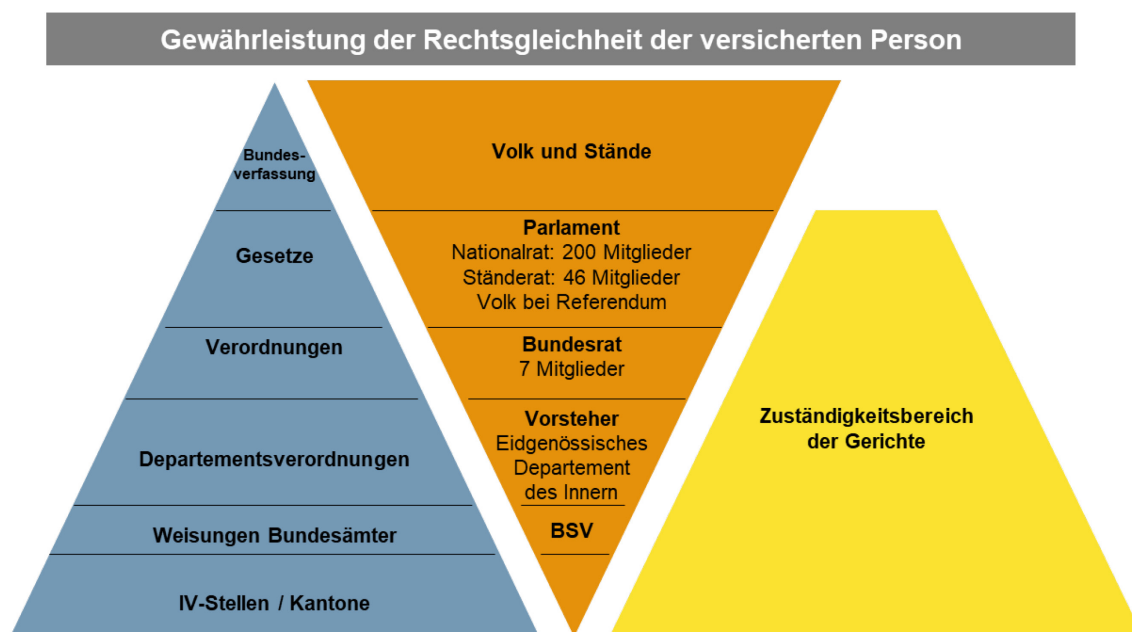 Gewährleistung der Rechtsgleichheit der versicherten Person
Bundes-
verfassung
Gesetze
Verordnungen
Departementsverordnungen
Weisungen Bundesämter
IV-Stellen / Kantone
Volk und Stände
Parlament
Nationalrat: 200 Mitglieder
Ständerat: 46 Mitglieder
Volk bei Referendum
Bundesrat
7 Mitglieder
Vorsteher
Eidgenössisches
Departement
des Innern
BSV
Zuständigkeitsbereich
der Gerichte